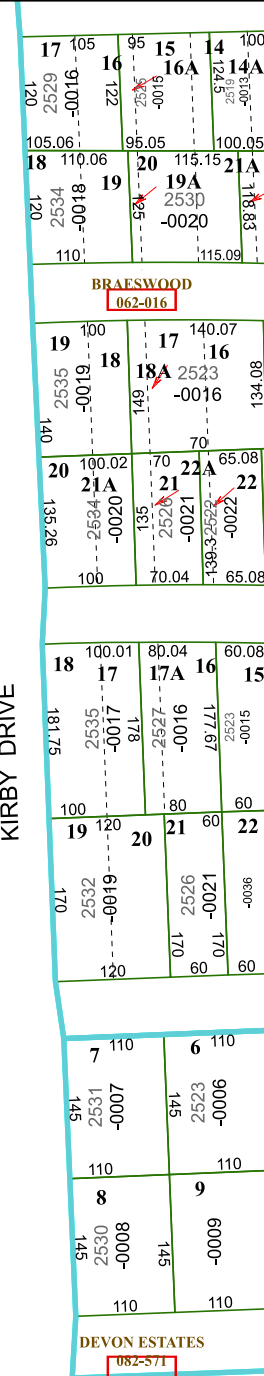 17 105 95 15 14 100
16 16A 14A
120 2529 -0016 122 2526 -0015 124.5 2519 -0013
105.06 95.05 100.05
18 110.06 20 115.15 21A
19 19A
120 2534 -0018 125 2530 -0020 118.83
110 115.09
BRAESWOOD
062-016
100 17 140.07
19 18 16
18A 2523
2535 -0019 149 -0016 134.08
140 70
20 100.02 70 22A 65.08
21A 21 22
135.26 2534 -0020 135 2526 -0021 139.3 2522 -0022
100 70.04 65.08
18 100.01 80.04 16 60.08
17 17A 15
181.75 2535 -0017 178 2527 -0016 177.97 2523 -0015
KIRBY DRIVE
100 80 60
19 120 20 21 60 22
170 2532 -0019 170 2526 -0021 170 -0036
120 60 60
7 110 6 110
145 2531 -0007 145 2523 -0006
110 110
8 9
145 2530 -0008 145 -0009
110 110
DEVON ESTATES
082-571